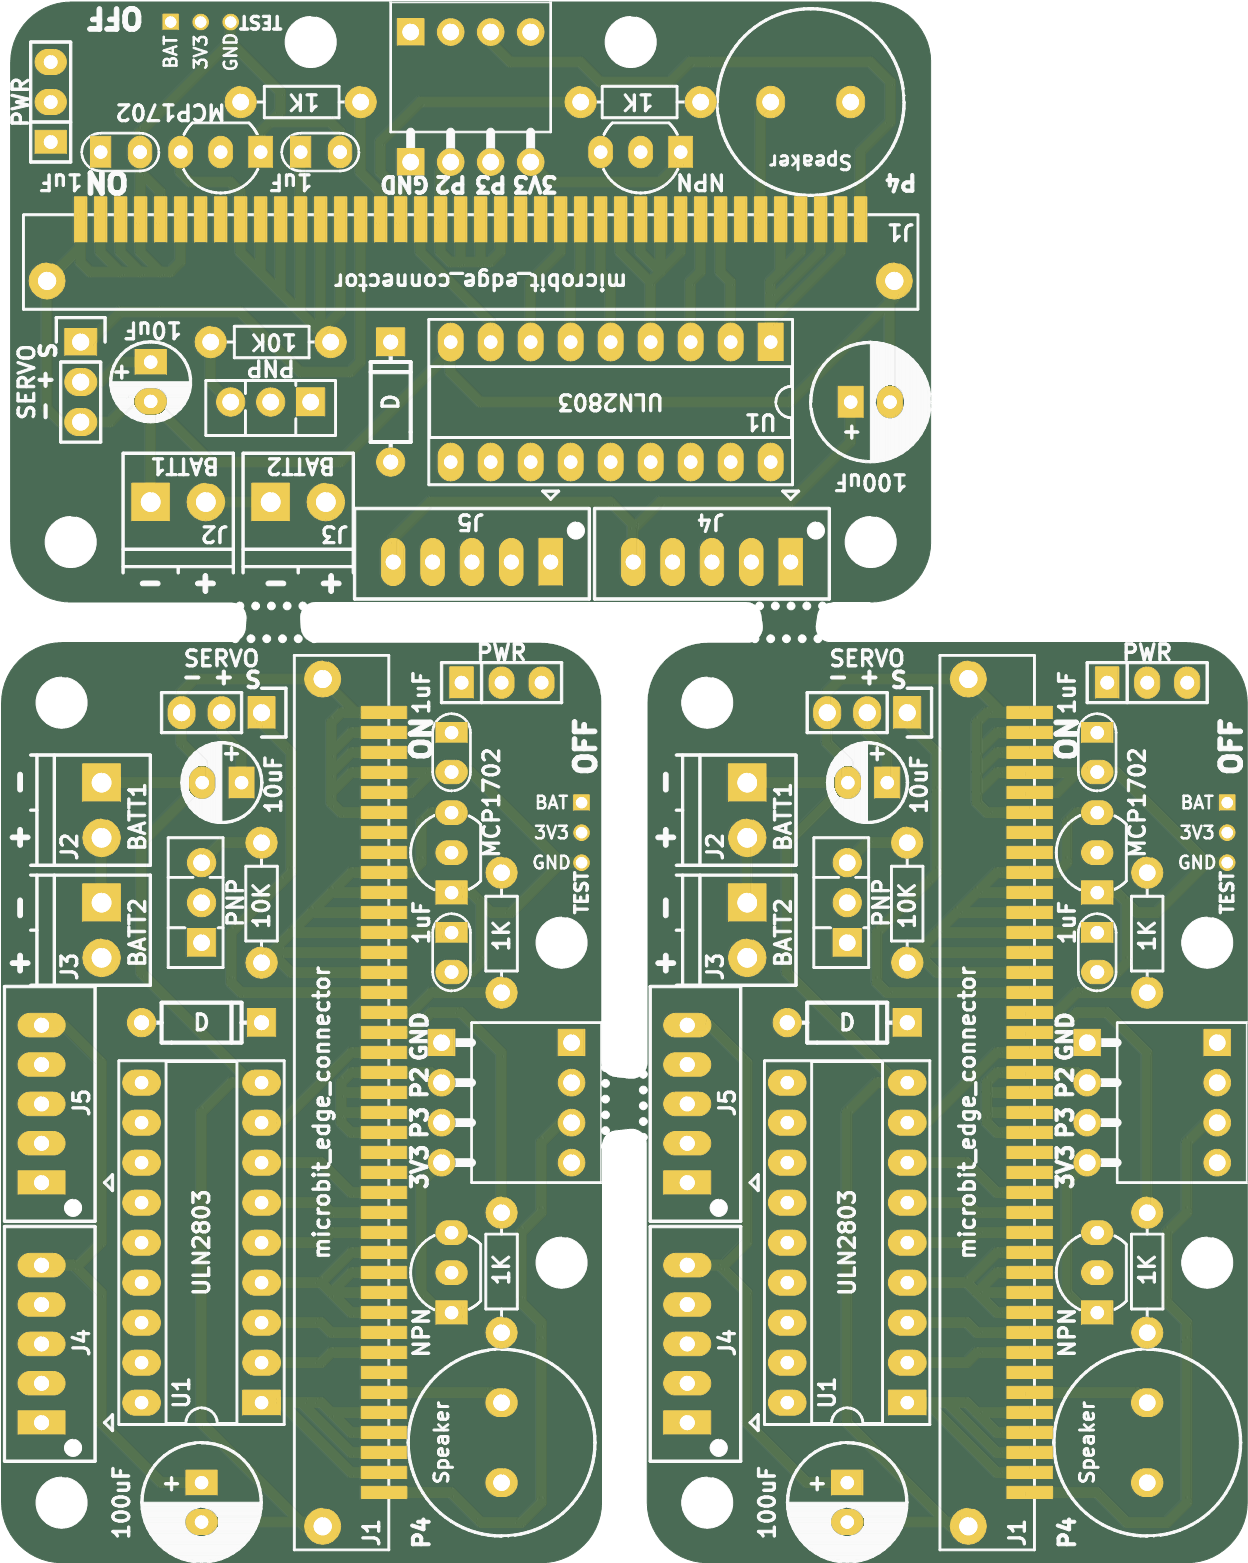 OFF
BAT
3V3
GND
TEST
PWR
MCP1702
1K
1K
Speaker
1uF
ON
1uF
GND
P2
P3
3V3
NPN
P4
J1
microbit_edge_connector
SERVO
- + S
10uF
+
10K
PNP
D
ULN2803
U1
+
100uF
BATT1
BATT2
J2
J3
J5
J4
- +
- +
SERVO
- + S
PWR
1uF
ON
OFF
+
10uF
BATT1
J2
-
+
MCP1702
BAT
3V3
GND
TEST
PNP
10K
BATT2
J3
-
+
1uF
1K
D
microbit_edge_connector
GND
P2
P3
3V3
J5
ULN2803
U1
J4
NPN
1K
Speaker
+
100uF
J1
P4
SERVO
- + S
PWR
1uF
ON
OFF
+
10uF
BATT1
J2
-
+
MCP1702
BAT
3V3
GND
TEST
PNP
10K
BATT2
J3
-
+
1uF
1K
D
microbit_edge_connector
GND
P2
P3
3V3
J5
ULN2803
U1
J4
NPN
1K
Speaker
+
100uF
J1
P4